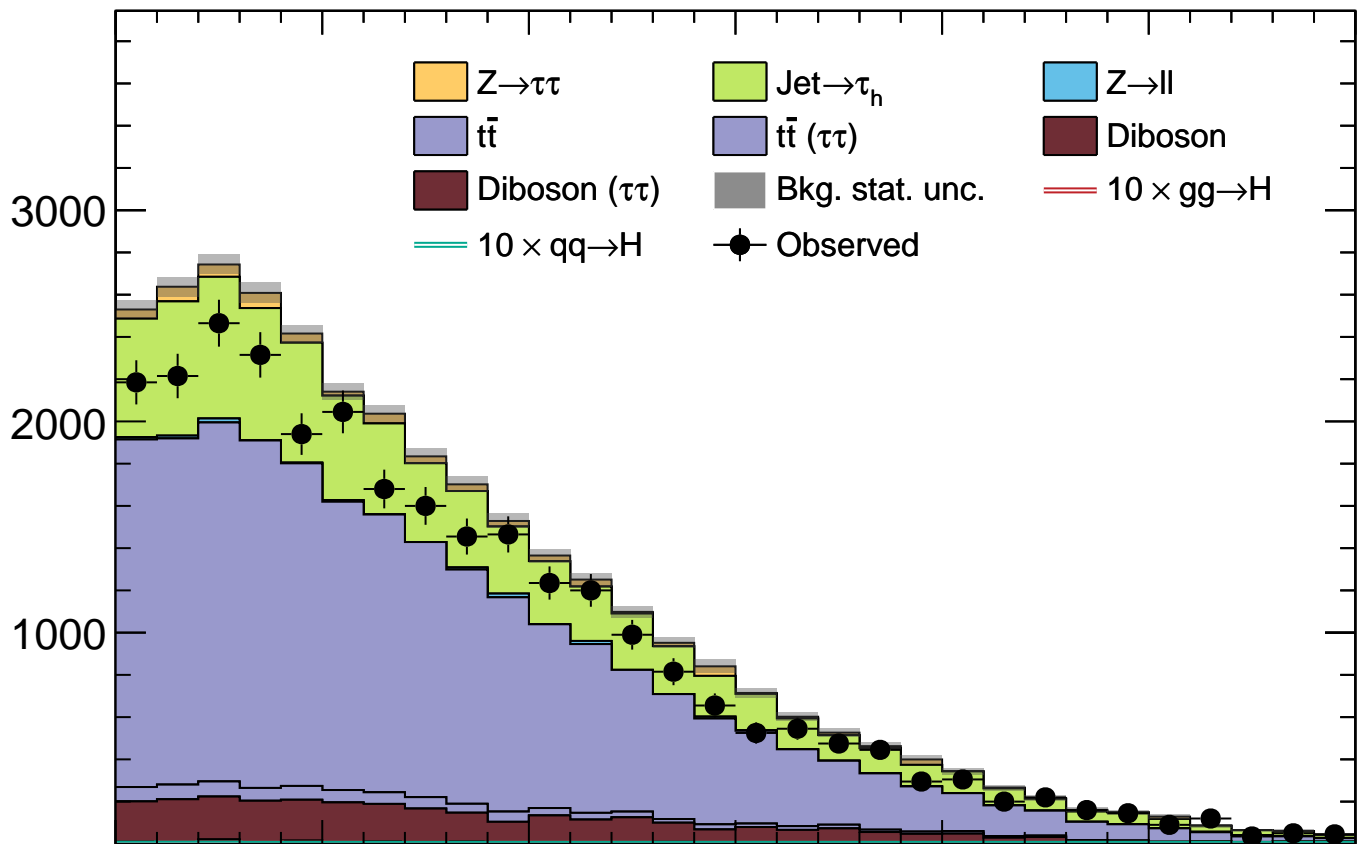 Z→ττ Jet→τₕ Z→ll
tt̄ tt̄ (ττ) Diboson
Diboson (ττ) Bkg. stat. unc. 10 × gg→H
10 × qq→H Observed
3000
2000
1000